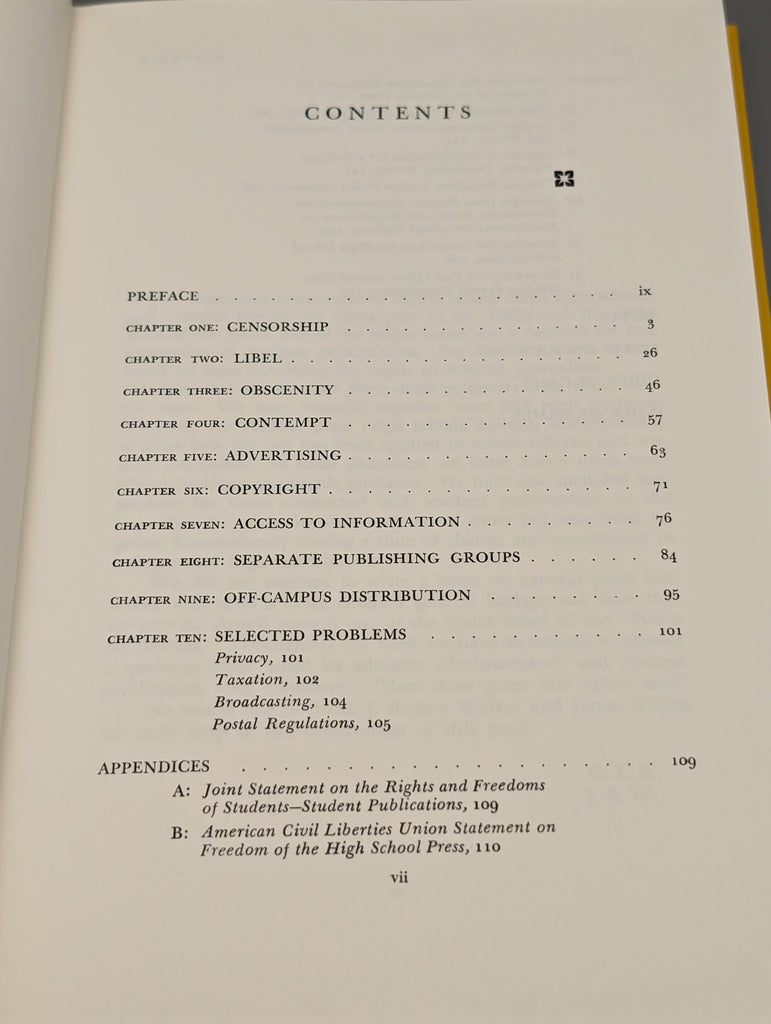 CONTENTS
PREFACE . . . . . . . . . . . . . . . . . ix
CHAPTER ONE: CENSORSHIP . . . . . . . . . . . . 3
CHAPTER TWO: LIBEL . . . . . . . . . . . . . . 26
CHAPTER THREE: OBSCENITY . . . . . . . . . . . . 46
CHAPTER FOUR: CONTEMPT . . . . . . . . . . . . 57
CHAPTER FIVE: ADVERTISING . . . . . . . . . . . . 63
CHAPTER SIX: COPYRIGHT . . . . . . . . . . . . . 71
CHAPTER SEVEN: ACCESS TO INFORMATION . . . . . . . . 76
CHAPTER EIGHT: SEPARATE PUBLISHING GROUPS . . . . . . 84
CHAPTER NINE: OFF-CAMPUS DISTRIBUTION . . . . . . . 95
CHAPTER TEN: SELECTED PROBLEMS . . . . . . . . . . 101
Privacy, 101
Taxation, 102
Broadcasting, 104
Postal Regulations, 105
APPENDICES . . . . . . . . . . . . . . . . . 109
A: Joint Statement on the Rights and Freedoms
of Students—Student Publications, 109
B: American Civil Liberties Union Statement on
Freedom of the High School Press, 110
vii